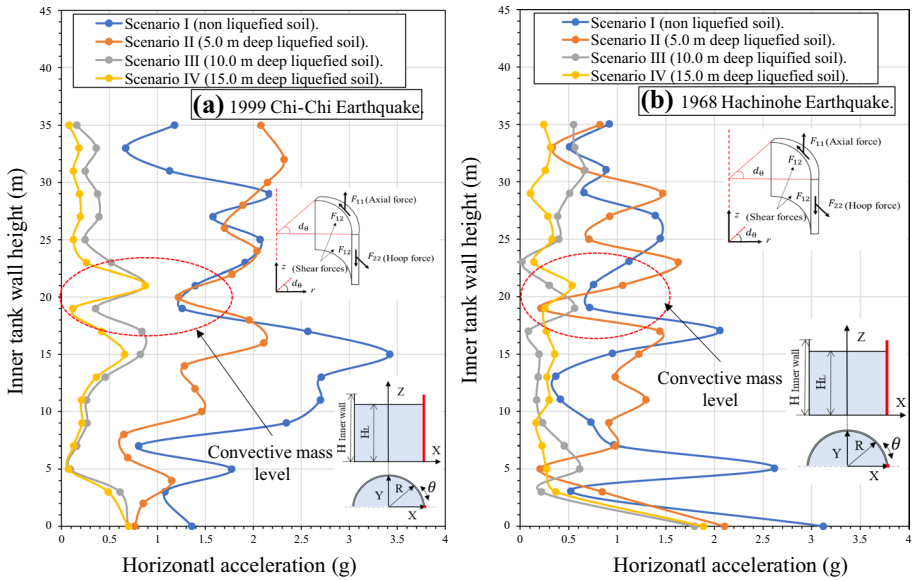 Scenario I (non liquefied soil).
Scenario II (5.0 m deep liquefied soil).
Scenario III (10.0 m deep liquified soil).
Scenario IV (15.0 m deep liquefied soil).
(a) 1999 Chi-Chi Earthquake.
Inner tank wall height (m)
40
35
30
25
20
15
10
5
0
0
0.5
1
1.5
2
2.5
3
3.5
4
Horizonatl acceleration (g)
F11 (Axial force)
F12
dθ
F12
F22 (Hoop force)
(Shear forces)
z
dθ
r
Convective mass
level
H Inner wall
HL
Z
X
Y
R
θ
X
Scenario I (non liquefied soil).
Scenario II (5.0 m deep liquefied soil).
Scenario III (10.0 m deep liquified soil).
Scenario IV (15.0 m deep liquefied soil).
(b) 1968 Hachinohe Earthquake.
Inner tank wall height (m)
40
35
30
25
20
15
10
5
0
0
0.5
1
1.5
2
2.5
3
3.5
4
Horizonatl acceleration (g)
F11 (Axial force)
F12
dθ
F12
F22 (Hoop force)
(Shear forces)
z
dθ
r
Convective mass
level
H Inner wall
HL
Z
X
Y
R
θ
X